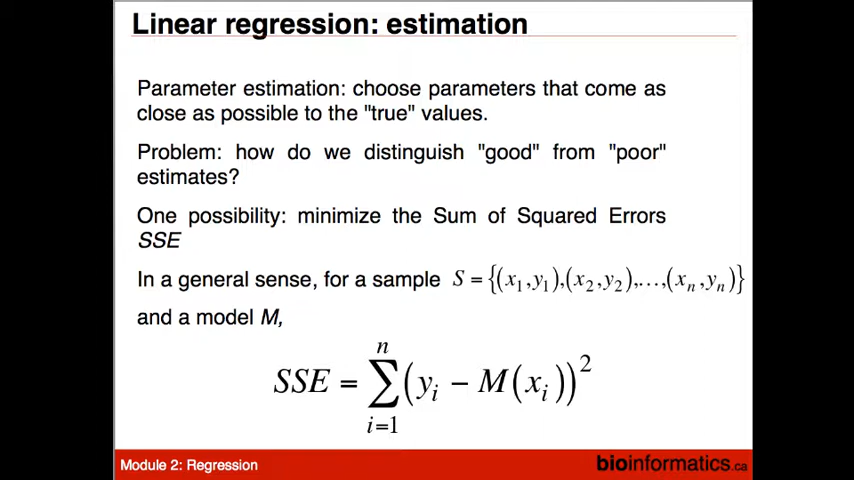 Linear regression: estimation
Parameter estimation: choose parameters that come as
close as possible to the "true" values.
Problem: how do we distinguish "good" from "poor"
estimates?
One possibility: minimize the Sum of Squared Errors
SSE
In a general sense, for a sample S = {(x₁,y₁),(x₂,y₂),…,(xₙ,yₙ)}
and a model M,
SSE = ∑ᵢ₌₁ⁿ (yᵢ − M(xᵢ))²
Module 2: Regression
bioinformatics.ca